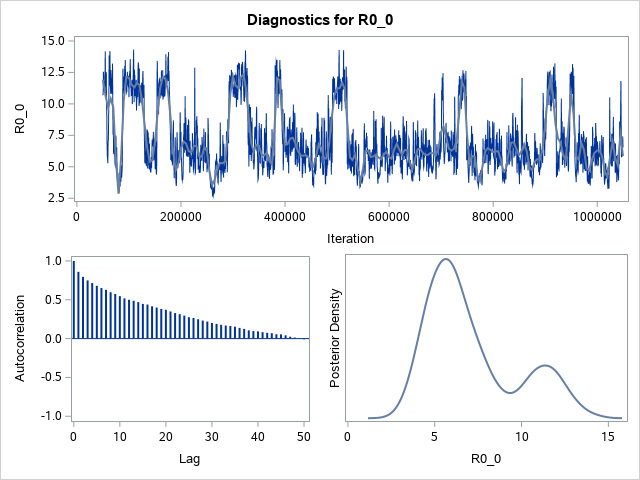 Diagnostics for R0_0
15.0
12.5
10.0
7.5
5.0
2.5
R0_0
0 200000 400000 600000 800000 1000000
Iteration
1.0
0.5
0.0
-0.5
-1.0
Autocorrelation
0 10 20 30 40 50
Lag
Posterior Density
0 5 10 15
R0_0